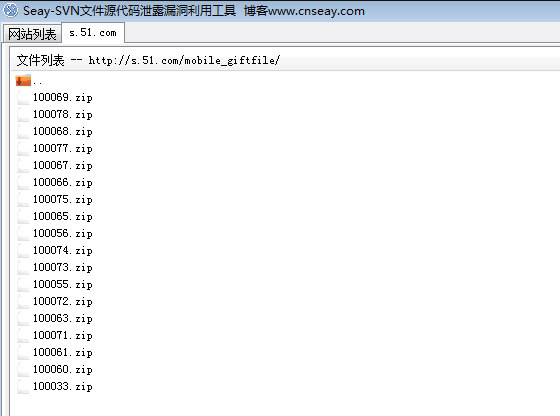 Seay-SVN文件源代码泄露漏洞利用工具 博客www.cnseay.com
网站列表 s.51.com
文件列表 -- http://s.51.com/mobile_giftfile/
..
100069.zip
100078.zip
100068.zip
100077.zip
100067.zip
100066.zip
100075.zip
100065.zip
100056.zip
100074.zip
100073.zip
100055.zip
100072.zip
100063.zip
100071.zip
100061.zip
100060.zip
100033.zip